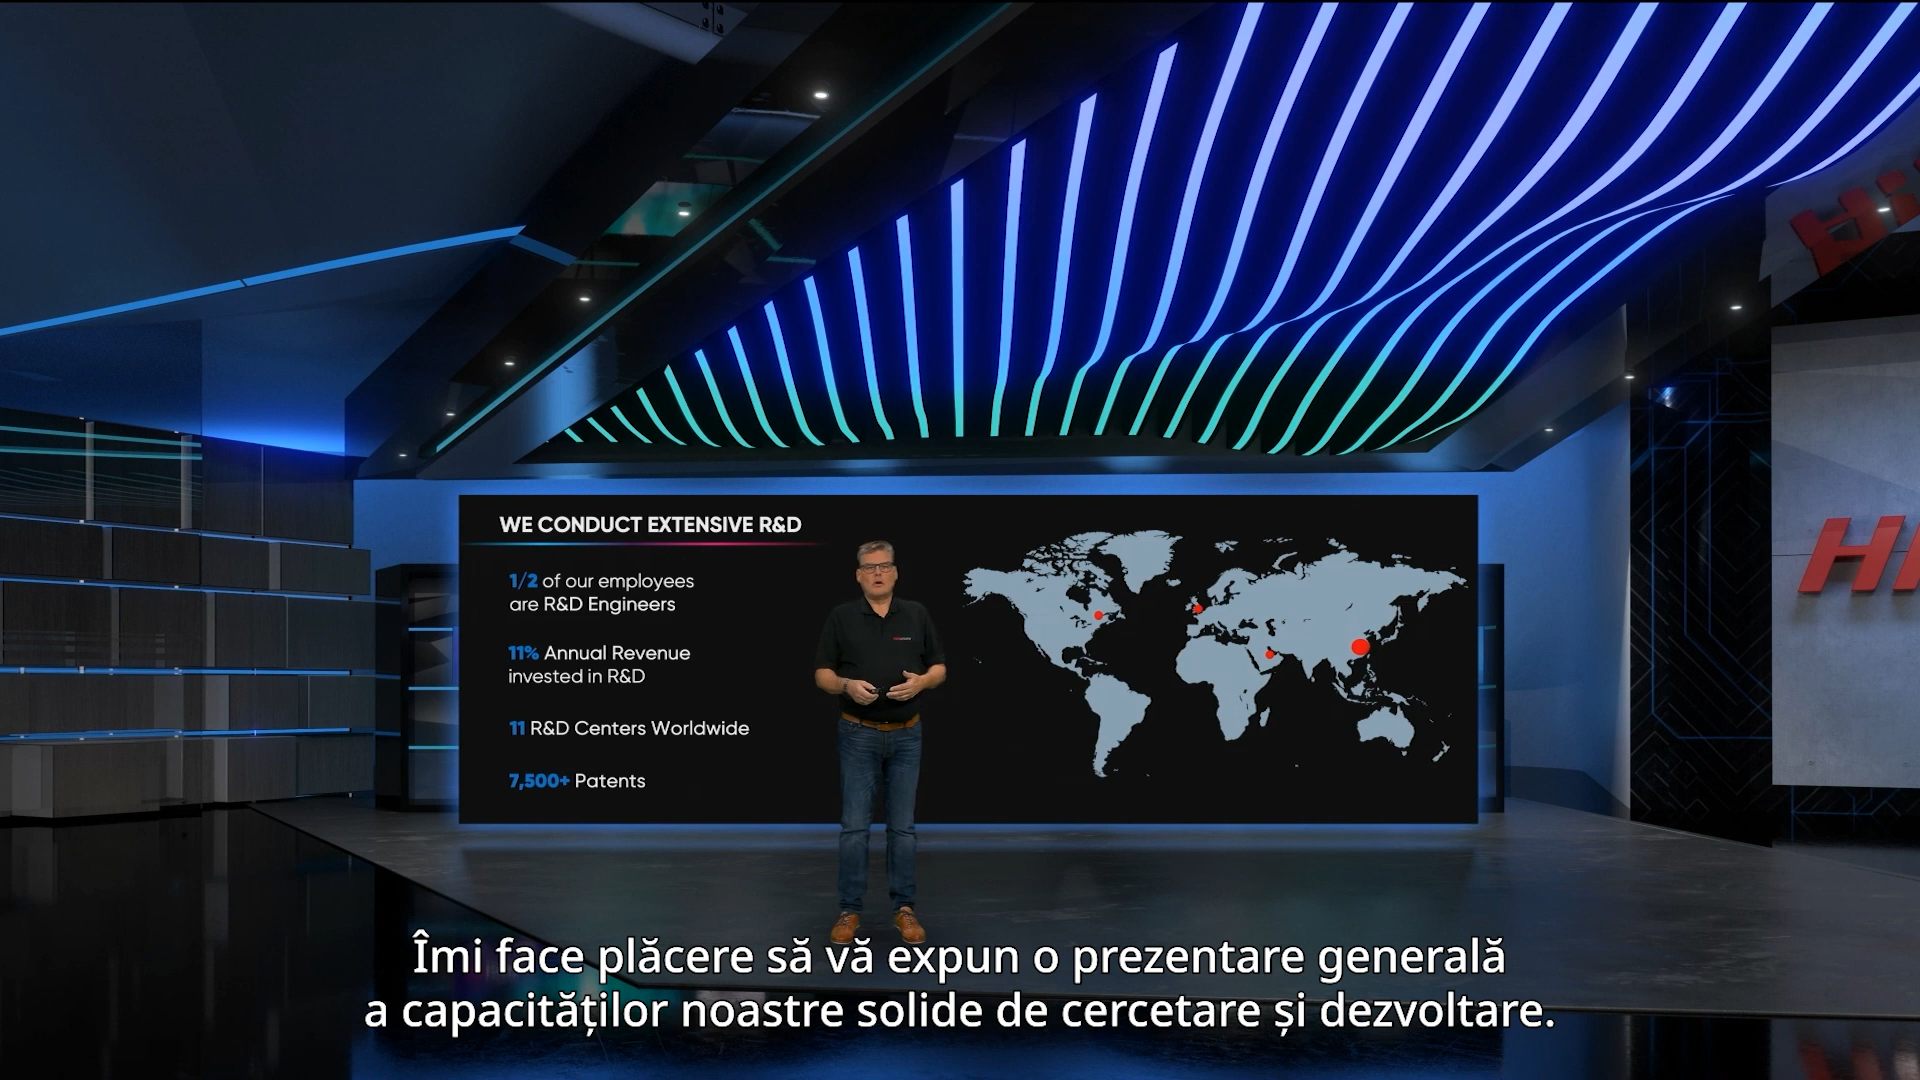 WE CONDUCT EXTENSIVE R&D
1/2 of our employees
are R&D Engineers
11% Annual Revenue
invested in R&D
11 R&D Centers Worldwide
7,500+ Patents
Îmi face plăcere să vă expun o prezentare generală
a capacităților noastre solide de cercetare și dezvoltare.